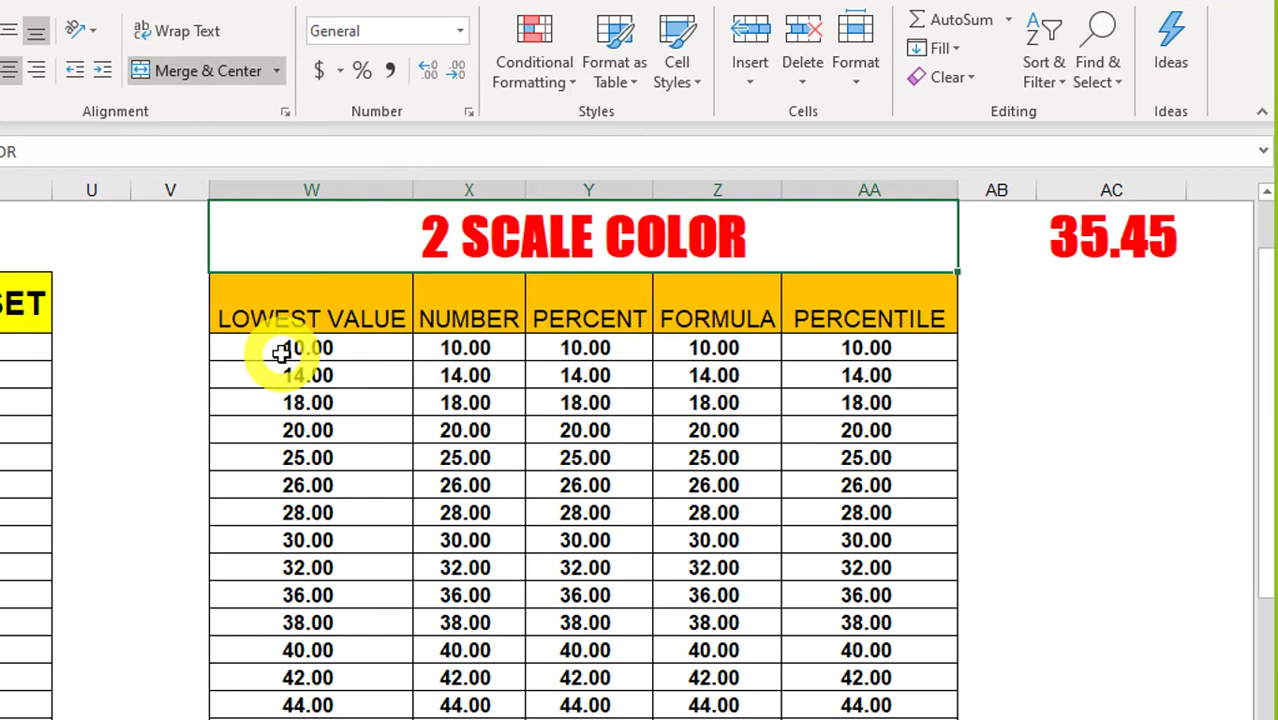 Wrap Text
General
Merge & Center
$ % 9
Conditional Formatting
Format as Table
Cell Styles
Insert
Delete
Format
AutoSum
Fill
Clear
Sort & Filter
Find & Select
Ideas
Alignment
Number
Styles
Cells
Editing
Ideas
OR
U V W X Y Z AA AB AC
2 SCALE COLOR
35.45
SET
LOWEST VALUE NUMBER PERCENT FORMULA PERCENTILE
10.00 10.00 10.00 10.00 10.00
14.00 14.00 14.00 14.00 14.00
18.00 18.00 18.00 18.00 18.00
20.00 20.00 20.00 20.00 20.00
25.00 25.00 25.00 25.00 25.00
26.00 26.00 26.00 26.00 26.00
28.00 28.00 28.00 28.00 28.00
30.00 30.00 30.00 30.00 30.00
32.00 32.00 32.00 32.00 32.00
36.00 36.00 36.00 36.00 36.00
38.00 38.00 38.00 38.00 38.00
40.00 40.00 40.00 40.00 40.00
42.00 42.00 42.00 42.00 42.00
44.00 44.00 44.00 44.00 44.00